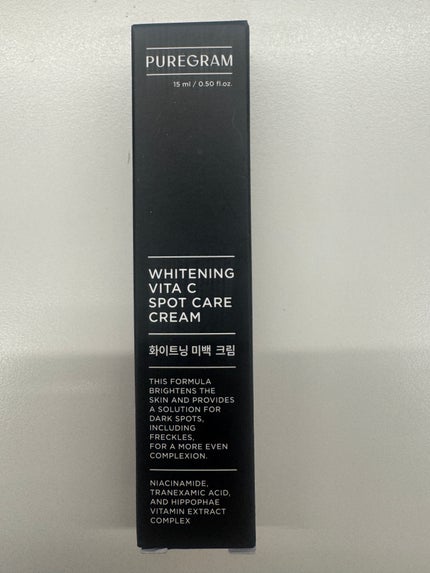 PUREGRAM
15 ml / 0.50 fl.oz.
WHITENING
VITA C
SPOT CARE
CREAM
화이트닝 미백 크림
THIS FORMULA
BRIGHTENS THE
SKIN AND PROVIDES
A SOLUTION FOR
DARK SPOTS,
INCLUDING
FRECKLES,
FOR A MORE EVEN
COMPLEXION.
NIACINAMIDE,
TRANEXAMIC ACID,
AND HIPPOPHAE
VITAMIN EXTRACT
COMPLEX